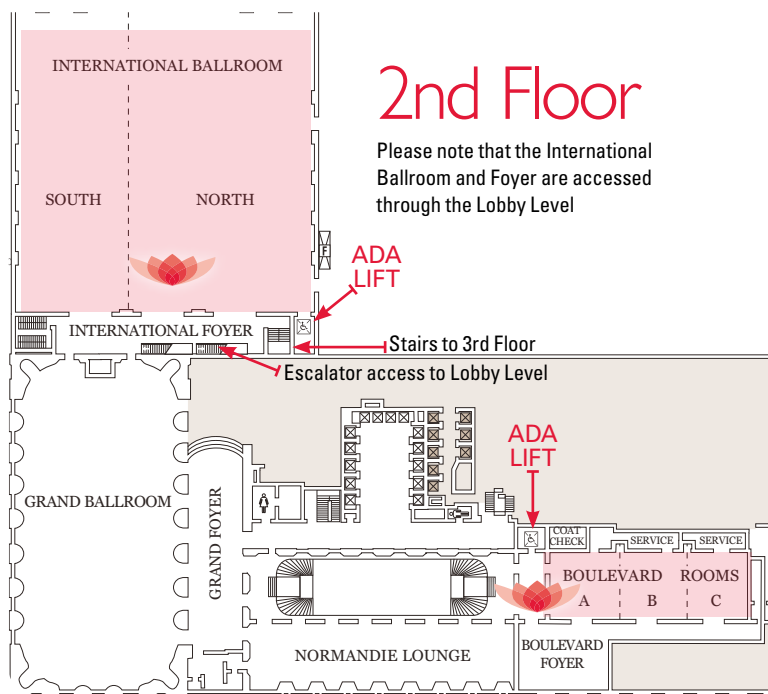 INTERNATIONAL BALLROOM
2nd Floor
Please note that the International
Ballroom and Foyer are accessed
through the Lobby Level
SOUTH
NORTH
F
ADA
LIFT
INTERNATIONAL FOYER
Stairs to 3rd Floor
Escalator access to Lobby Level
ADA
LIFT
GRAND BALLROOM
GRAND FOYER
COAT
CHECK
SERVICE
SERVICE
BOULEVARD ROOMS
A B C
BOULEVARD
FOYER
NORMANDIE LOUNGE